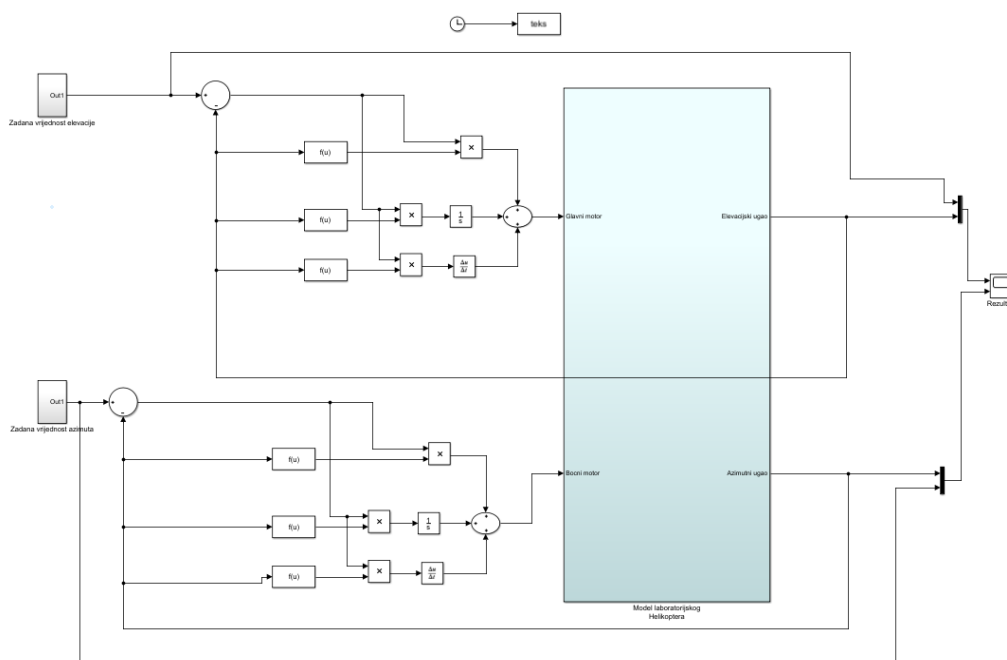 teks
Out1
Zadana vrijednost elevacije
+
-
f(u)
×
f(u)
×
1
s
+
+
+
Glavni motor
Elevacijski ugao
f(u)
×
Δu
Δt
Rezult
Out1
Zadana vrijednost azimuta
+
-
f(u)
×
Bocni motor
Azimutni ugao
f(u)
×
1
s
+
+
+
f(u)
×
Δu
Δt
Model laboratorijskog
Helikoptera